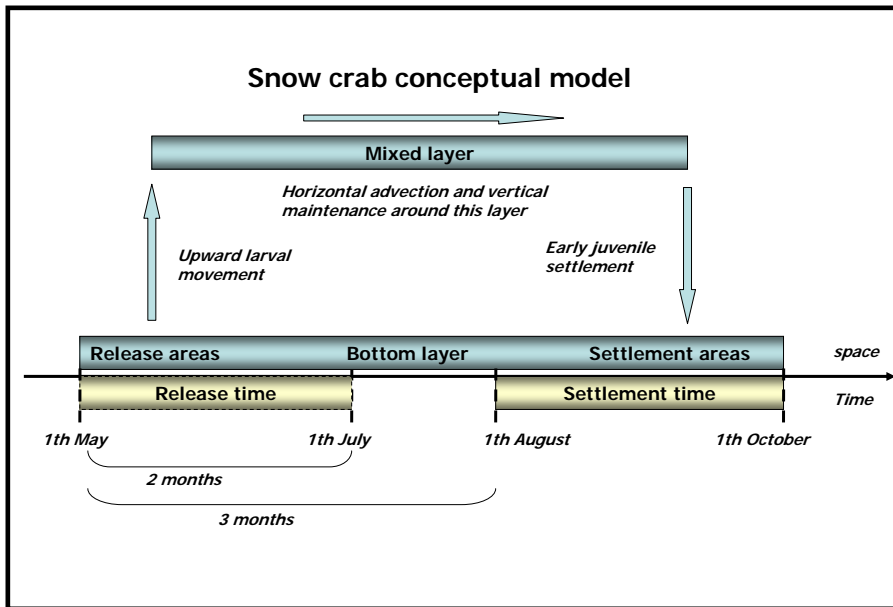 Snow crab conceptual model
Mixed layer
Horizontal advection and vertical
maintenance around this layer
Upward larval
movement
Early juvenile
settlement
Release areas
Bottom layer
Settlement areas
space
Release time
Settlement time
Time
1th May
1th July
1th August
1th October
2 months
3 months